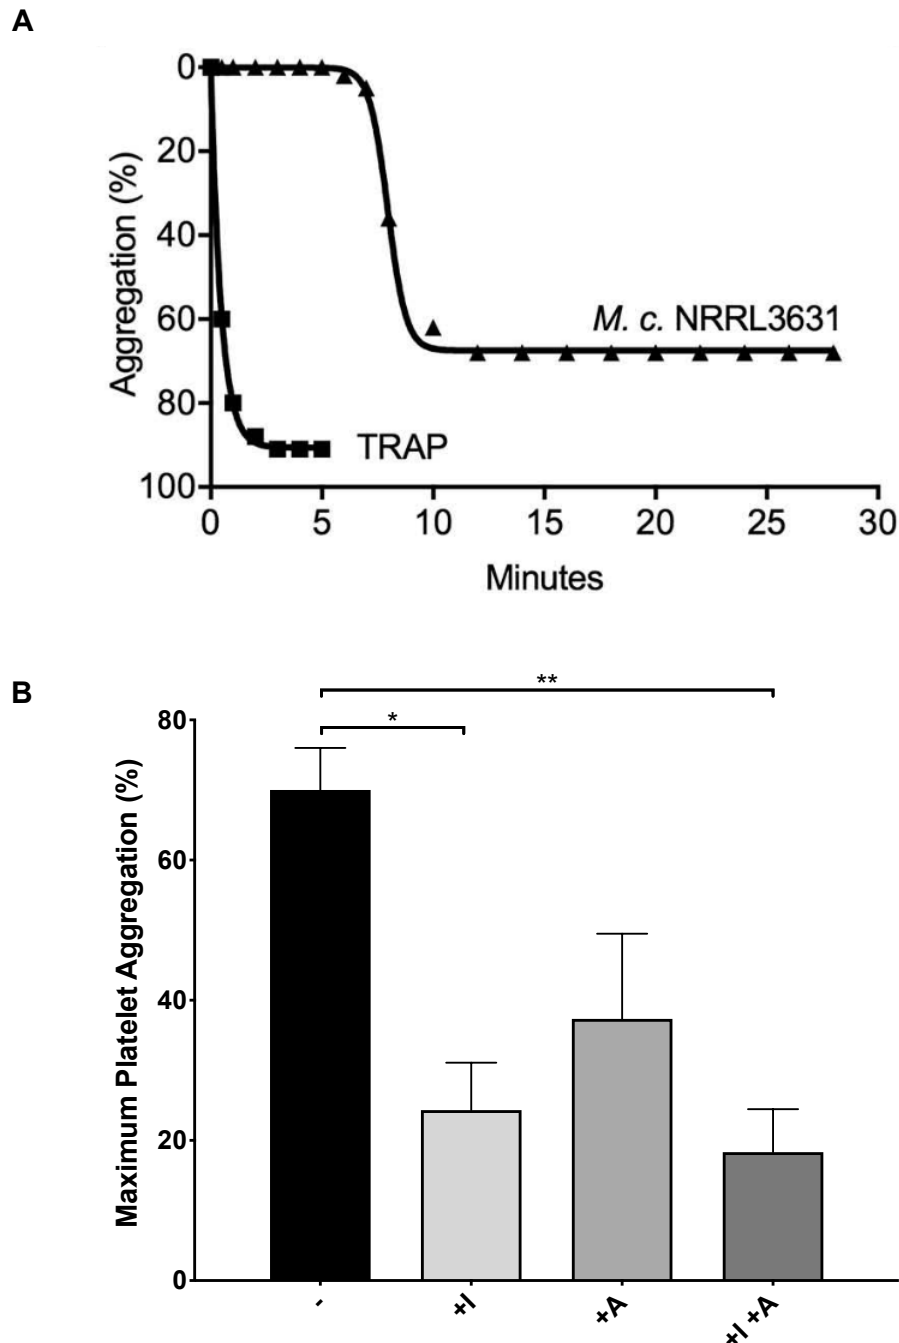 A
0
20
40
60
80
100
Aggregation (%)
M. c. NRRL3631
TRAP
0 5 10 15 20 25 30
Minutes
B
**
*
80
60
40
20
0
Maximum Platelet Aggregation (%)
- +I +A +I +A